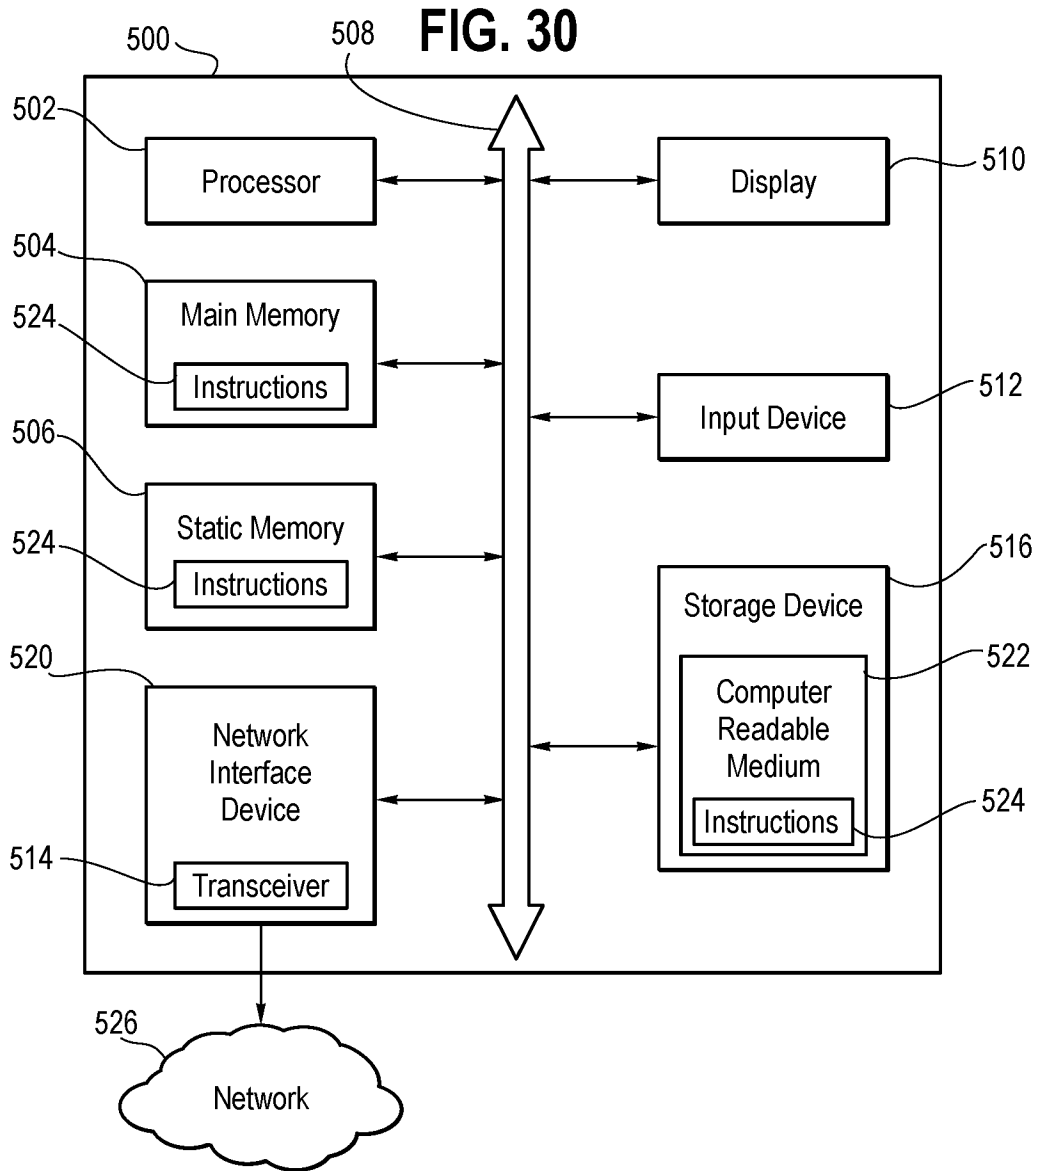 FIG. 30
500
508
502
Processor
Display
510
504
Main Memory
524
Instructions
Input Device
512
506
Static Memory
524
Instructions
516
Storage Device
520
522
Network
Interface
Device
Computer
Readable
Medium
524
Instructions
514
Transceiver
526
Network